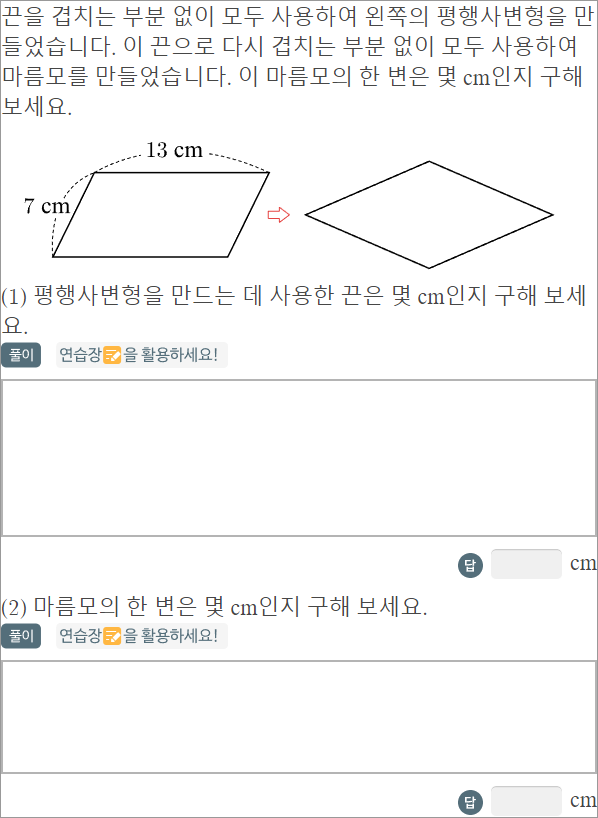 끈을 겹치는 부분 없이 모두 사용하여 왼쪽의 평행사변형을 만
들었습니다. 이 끈으로 다시 겹치는 부분 없이 모두 사용하여
마름모를 만들었습니다. 이 마름모의 한 변은 몇 cm인지 구해
보세요.
13 cm
7 cm
(1) 평행사변형을 만드는 데 사용한 끈은 몇 cm인지 구해 보세
요.
풀이 연습장을 활용하세요!
답 cm
(2) 마름모의 한 변은 몇 cm인지 구해 보세요.
풀이 연습장을 활용하세요!
답 cm